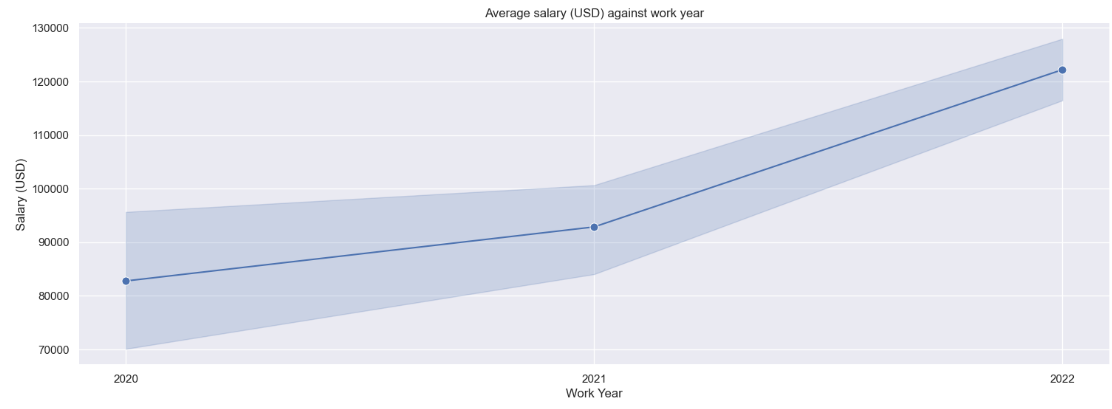 Average salary (USD) against work year
130000
120000
110000
100000
90000
80000
70000
Salary (USD)
2020 2021 2022
Work Year